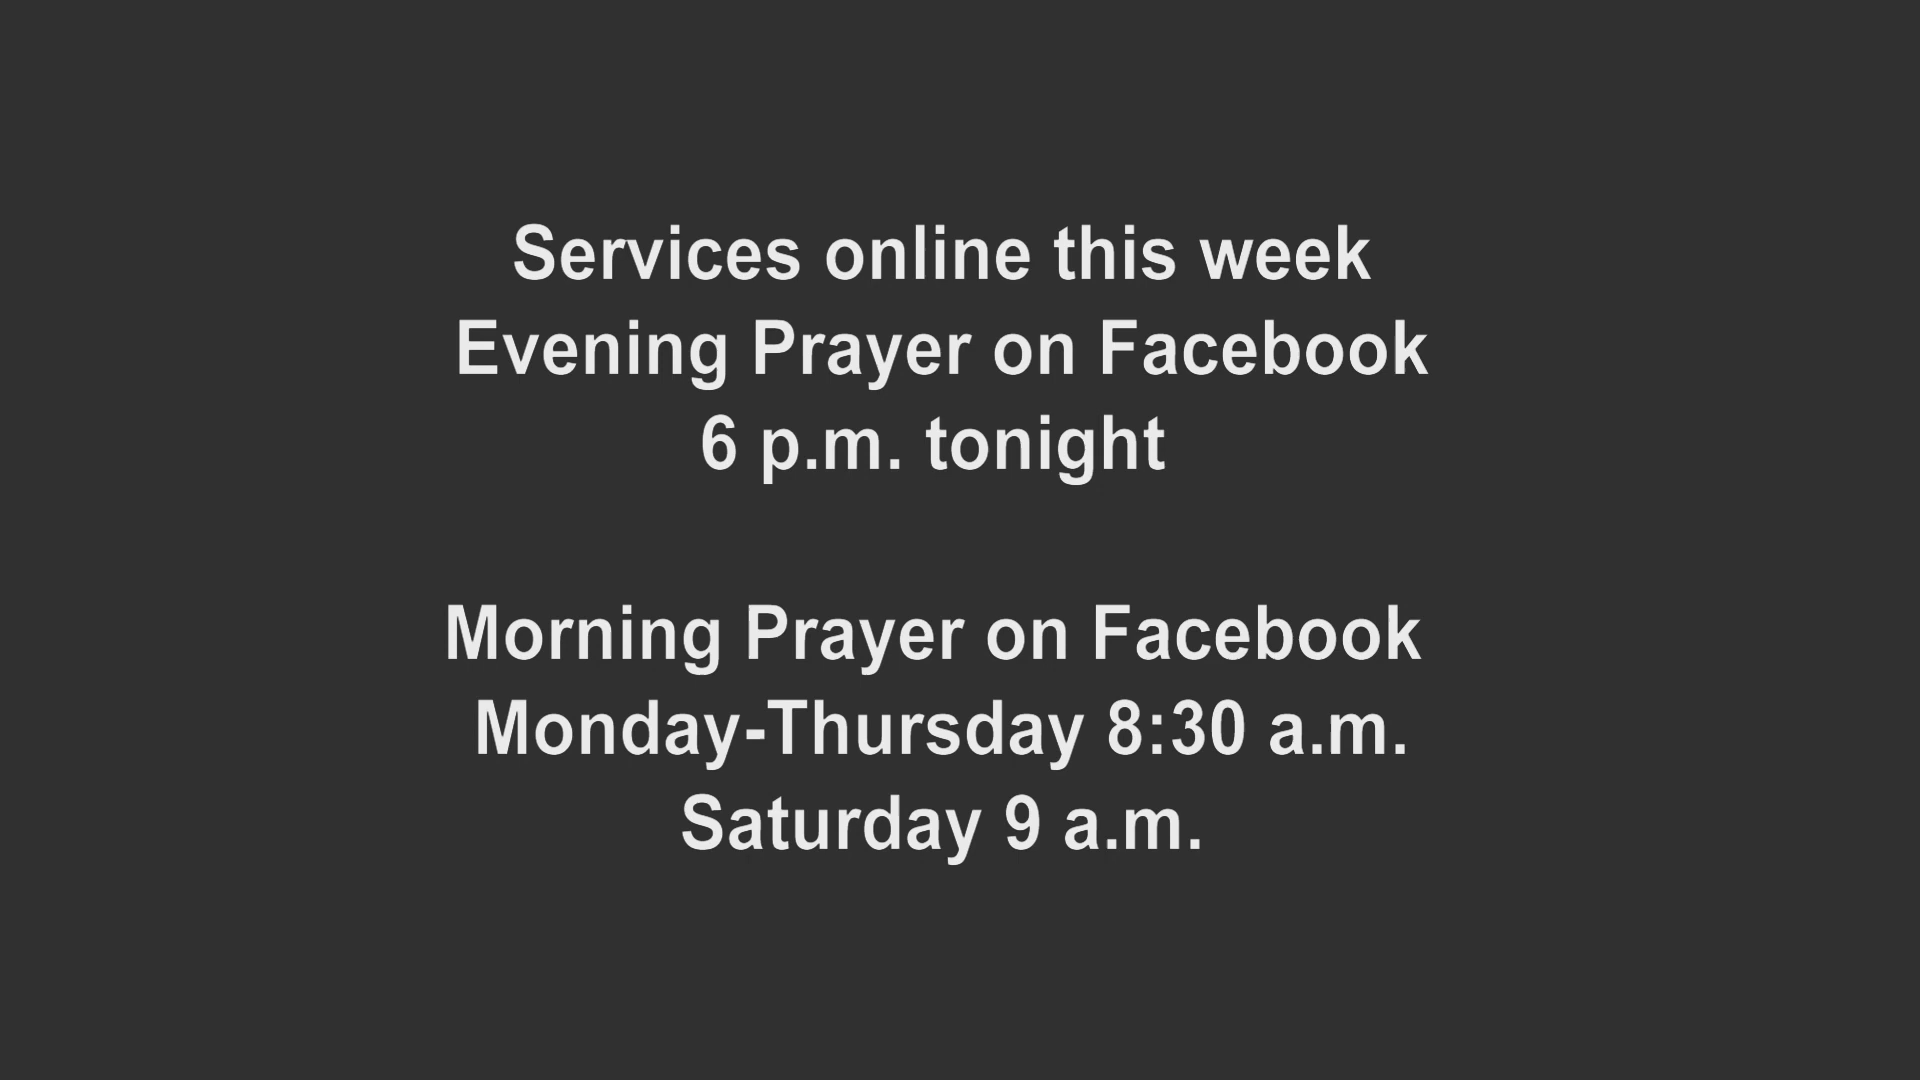 Services online this week
Evening Prayer on Facebook
6 p.m. tonight
Morning Prayer on Facebook
Monday-Thursday 8:30 a.m.
Saturday 9 a.m.